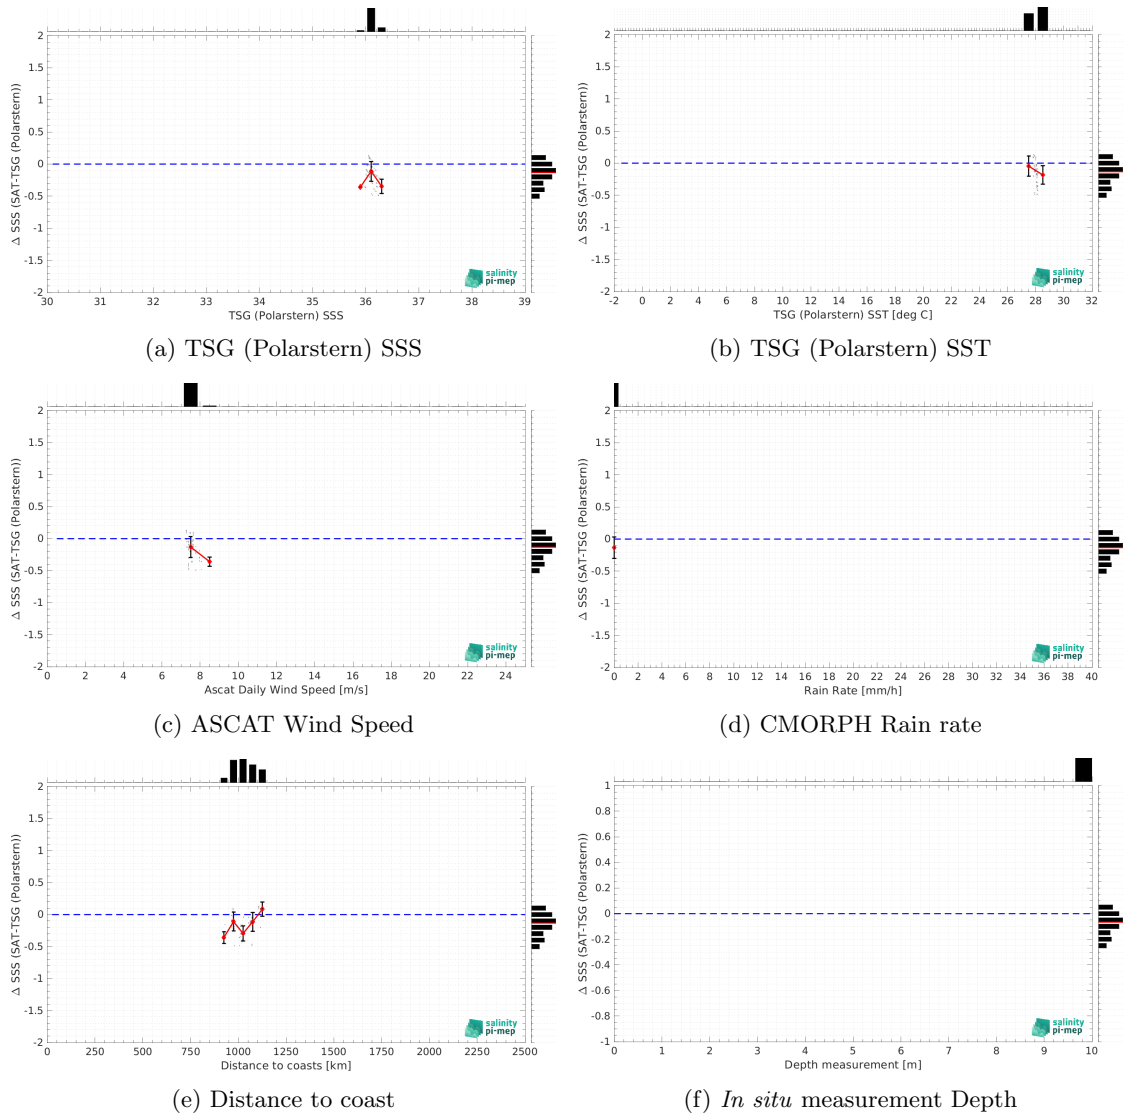 2
1.5
1
0.5
0
-0.5
-1
-1.5
-2
Δ SSS (SAT-TSG (Polarstern))
30 31 32 33 34 35 36 37 38 39
TSG (Polarstern) SSS
salinity
pi-mep
(a) TSG (Polarstern) SSS
2
1.5
1
0.5
0
-0.5
-1
-1.5
-2
Δ SSS (SAT-TSG (Polarstern))
-2 0 2 4 6 8 10 12 14 16 18 20 22 24 26 28 30 32
TSG (Polarstern) SST [deg C]
salinity
pi-mep
(b) TSG (Polarstern) SST
2
1.5
1
0.5
0
-0.5
-1
-1.5
-2
Δ SSS (SAT-TSG (Polarstern))
0 2 4 6 8 10 12 14 16 18 20 22 24
Ascat Daily Wind Speed [m/s]
salinity
pi-mep
(c) ASCAT Wind Speed
2
1.5
1
0.5
0
-0.5
-1
-1.5
-2
Δ SSS (SAT-TSG (Polarstern))
0 2 4 6 8 10 12 14 16 18 20 22 24 26 28 30 32 34 36 38 40
Rain Rate [mm/h]
salinity
pi-mep
(d) CMORPH Rain rate
2
1.5
1
0.5
0
-0.5
-1
-1.5
-2
Δ SSS (SAT-TSG (Polarstern))
0 250 500 750 1000 1250 1500 1750 2000 2250 2500
Distance to coasts [km]
salinity
pi-mep
(e) Distance to coast
1
0.8
0.6
0.4
0.2
0
-0.2
-0.4
-0.6
-0.8
-1
Δ SSS (SAT-TSG (Polarstern))
0 1 2 3 4 5 6 7 8 9 10
Depth measurement [m]
salinity
pi-mep
(f) In situ measurement Depth